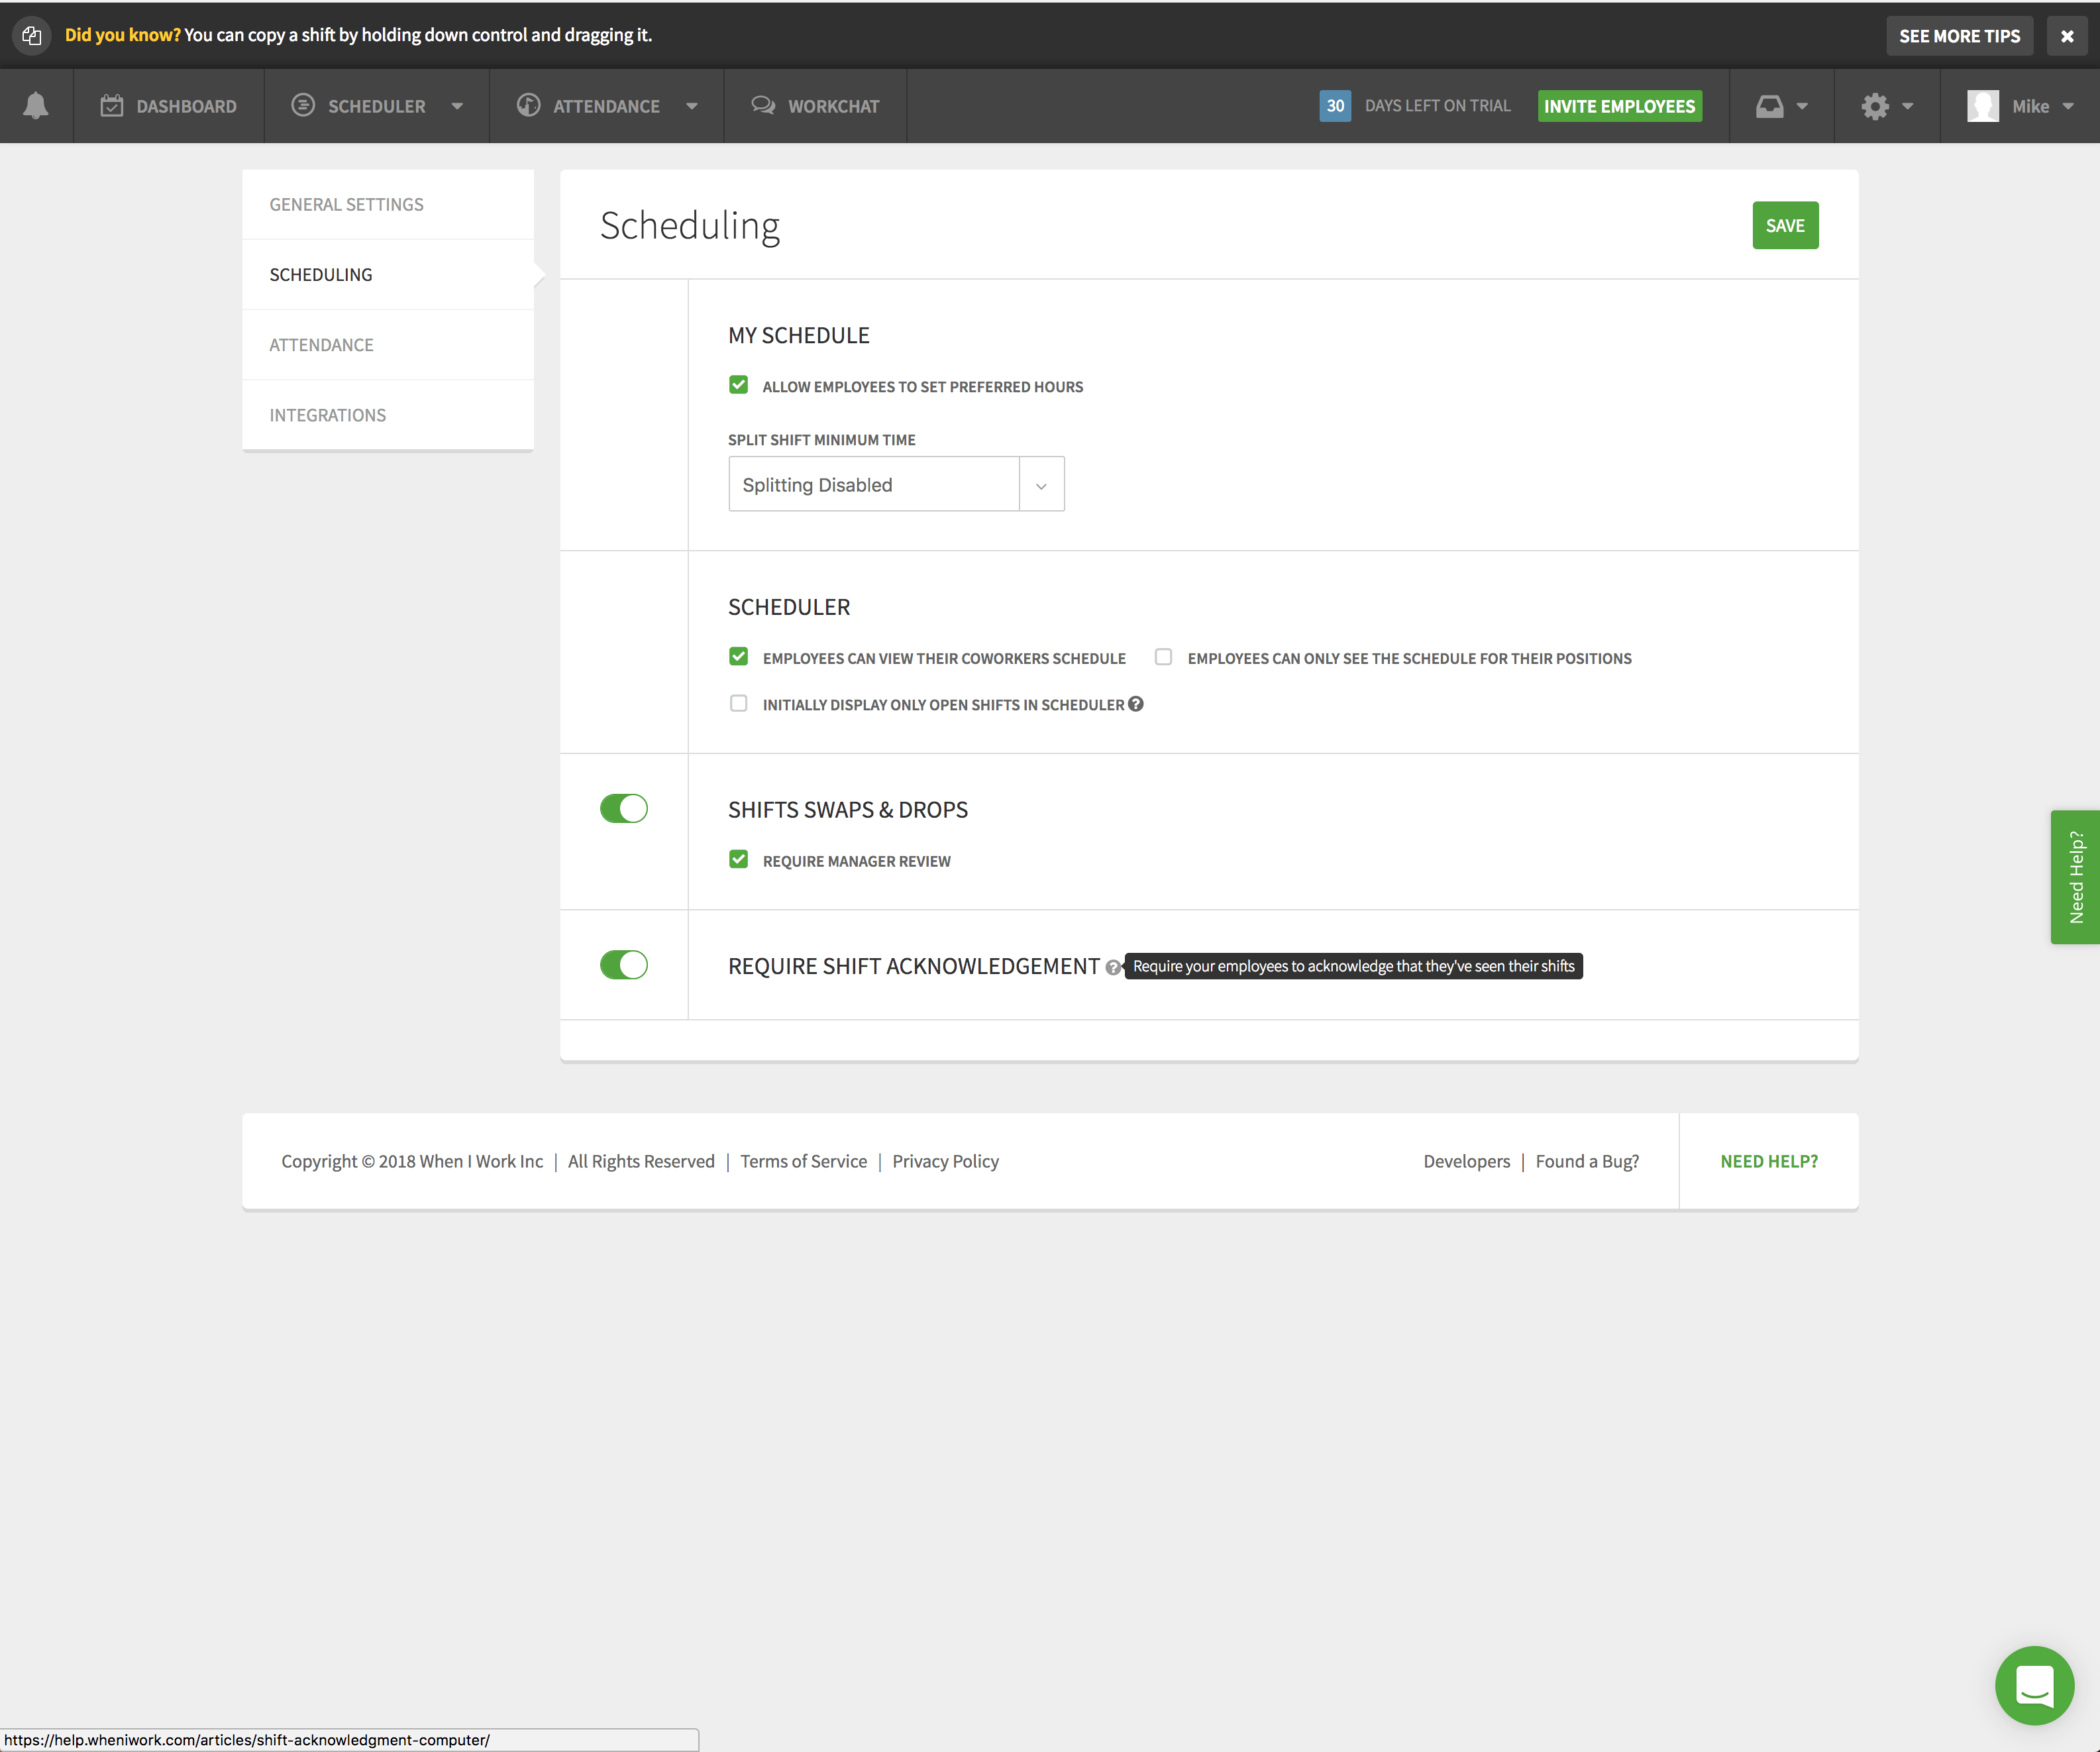 Did you know? You can copy a shift by holding down control and dragging it.
SEE MORE TIPS
DASHBOARD
SCHEDULER
ATTENDANCE
WORKCHAT
30 DAYS LEFT ON TRIAL
INVITE EMPLOYEES
Mike
GENERAL SETTINGS
SCHEDULING
ATTENDANCE
INTEGRATIONS
Scheduling
SAVE
MY SCHEDULE
ALLOW EMPLOYEES TO SET PREFERRED HOURS
SPLIT SHIFT MINIMUM TIME
Splitting Disabled
SCHEDULER
EMPLOYEES CAN VIEW THEIR COWORKERS SCHEDULE
EMPLOYEES CAN ONLY SEE THE SCHEDULE FOR THEIR POSITIONS
INITIALLY DISPLAY ONLY OPEN SHIFTS IN SCHEDULER ?
SHIFTS SWAPS & DROPS
REQUIRE MANAGER REVIEW
Need Help?
REQUIRE SHIFT ACKNOWLEDGEMENT ?
Require your employees to acknowledge that they've seen their shifts
Copyright © 2018 When I Work Inc | All Rights Reserved | Terms of Service | Privacy Policy
Developers | Found a Bug?
NEED HELP?
https://help.wheniwork.com/articles/shift-acknowledgment-computer/